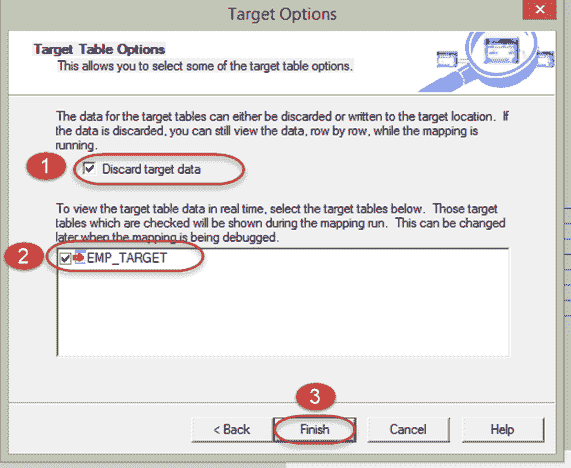 Target Options
Target Table Options
This allows you to select some of the target table options.
The data for the target tables can either be discarded or written to the target location. If
the data is discarded, you can still view the data, row by row, while the mapping is
running.
1
Discard target data
To view the target table data in real time, select the target tables below. Those target
tables which are checked will be shown during the mapping run. This can be changed
later when the mapping is being debugged.
2
EMP_TARGET
3
< Back
Finish
Cancel
Help